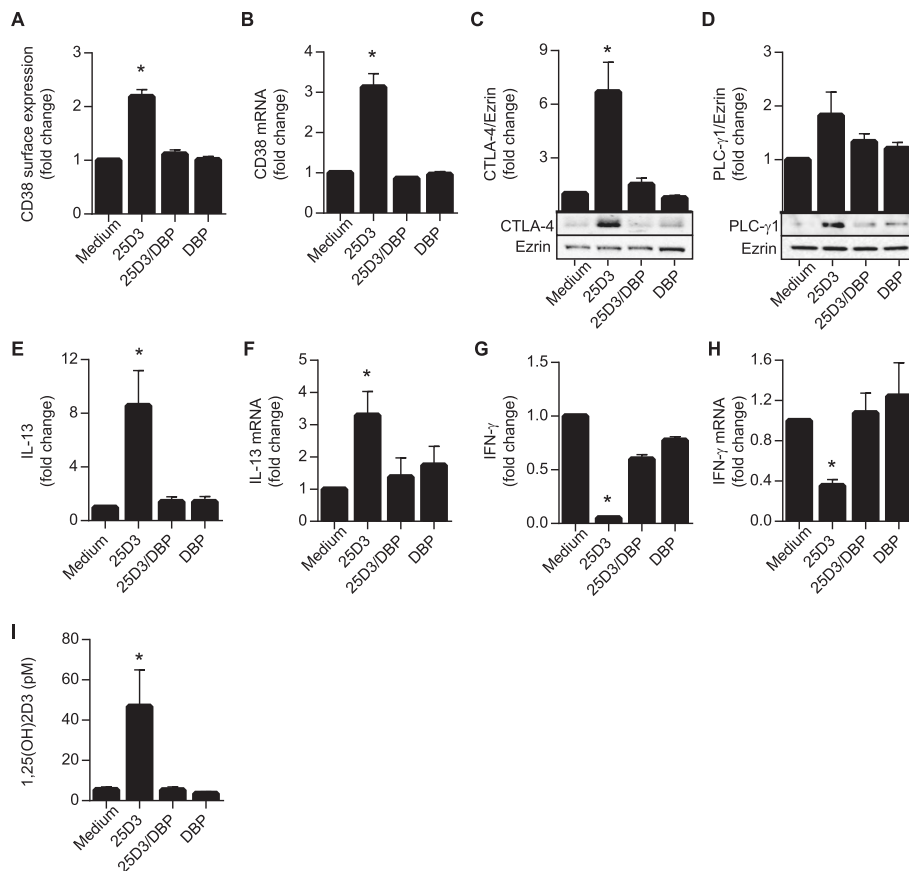 A
CD38 surface expression
(fold change)
3
2
1
0
*
Medium
25D3
25D3/DBP
DBP
B
CD38 mRNA
(fold change)
4
3
2
1
0
*
Medium
25D3
25D3/DBP
DBP
C
CTLA-4/Ezrin
(fold change)
9
6
3
*
CTLA-4
Ezrin
Medium
25D3
25D3/DBP
DBP
D
PLC-γ1/Ezrin
(fold change)
3
2
1
PLC-γ1
Ezrin
Medium
25D3
25D3/DBP
DBP
E
IL-13
(fold change)
12
8
4
0
*
Medium
25D3
25D3/DBP
DBP
F
IL-13 mRNA
(fold change)
5
4
3
2
1
0
*
Medium
25D3
25D3/DBP
DBP
G
IFN-γ
(fold change)
1.5
1.0
0.5
0.0
*
Medium
25D3
25D3/DBP
DBP
H
IFN-γ mRNA
(fold change)
1.6
1.2
0.8
0.4
0.0
*
Medium
25D3
25D3/DBP
DBP
I
1,25(OH)2D3 (pM)
80
60
40
20
0
*
Medium
25D3
25D3/DBP
DBP